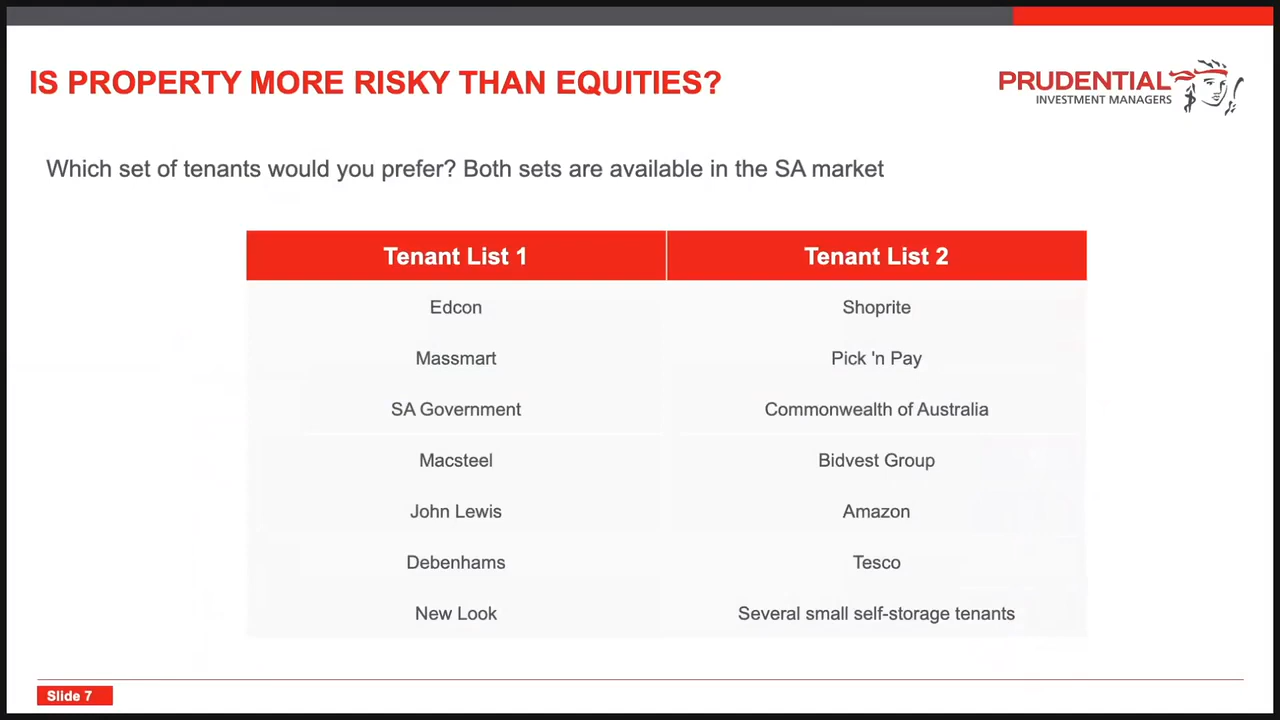 IS PROPERTY MORE RISKY THAN EQUITIES?
PRUDENTIAL
INVESTMENT MANAGERS
Which set of tenants would you prefer? Both sets are available in the SA market
Tenant List 1 Tenant List 2
Edcon Shoprite
Massmart Pick 'n Pay
SA Government Commonwealth of Australia
Macsteel Bidvest Group
John Lewis Amazon
Debenhams Tesco
New Look Several small self-storage tenants
Slide 7